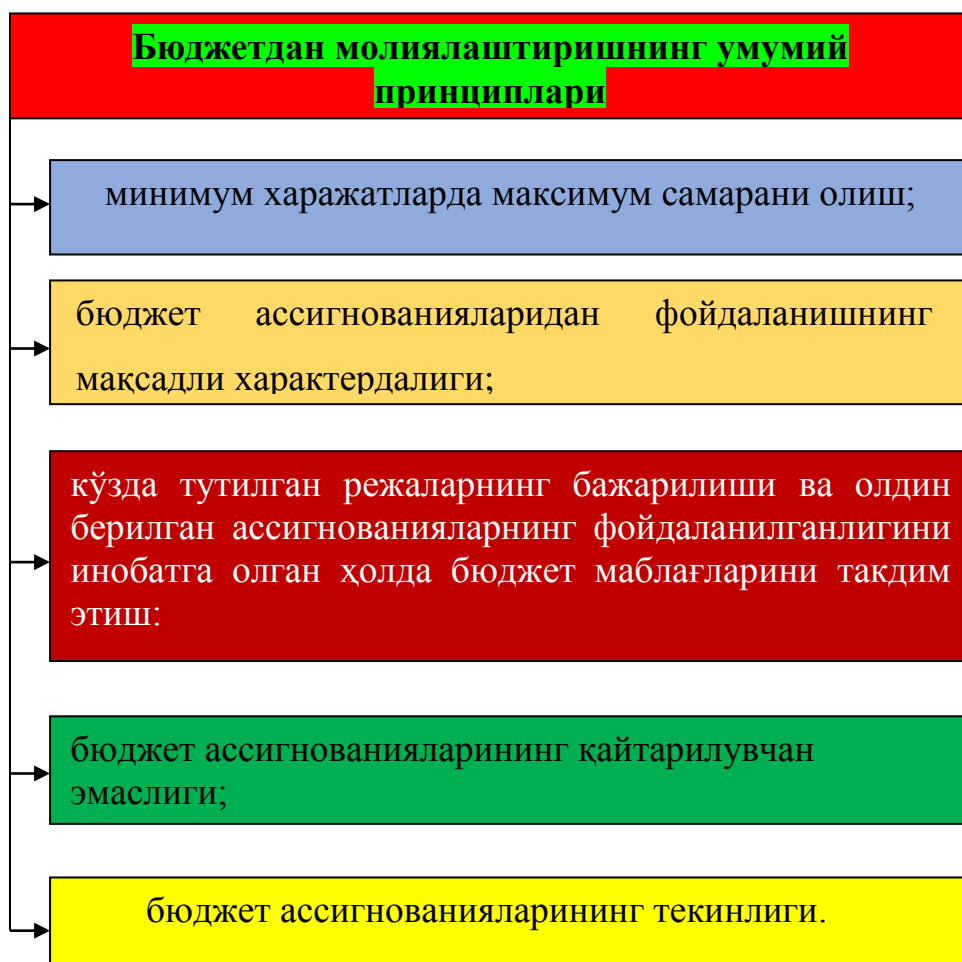 Бюджетдан молиялаштиришнинг умумий
принциплари
минимум харажатларда максимум самарани олиш;
бюджет ассигнованияларидан фойдаланишнинг
мақсадли характердалиги;
кўзда тутилган режаларнинг бажарилиши ва олдин
берилган ассигнованияларнинг фойдаланилганлигини
инобатга олган ҳолда бюджет маблағларини такдим
этиш:
бюджет ассигнованияларининг қайтарилувчан
эмаслиги;
бюджет ассигнованияларининг текинлиги.